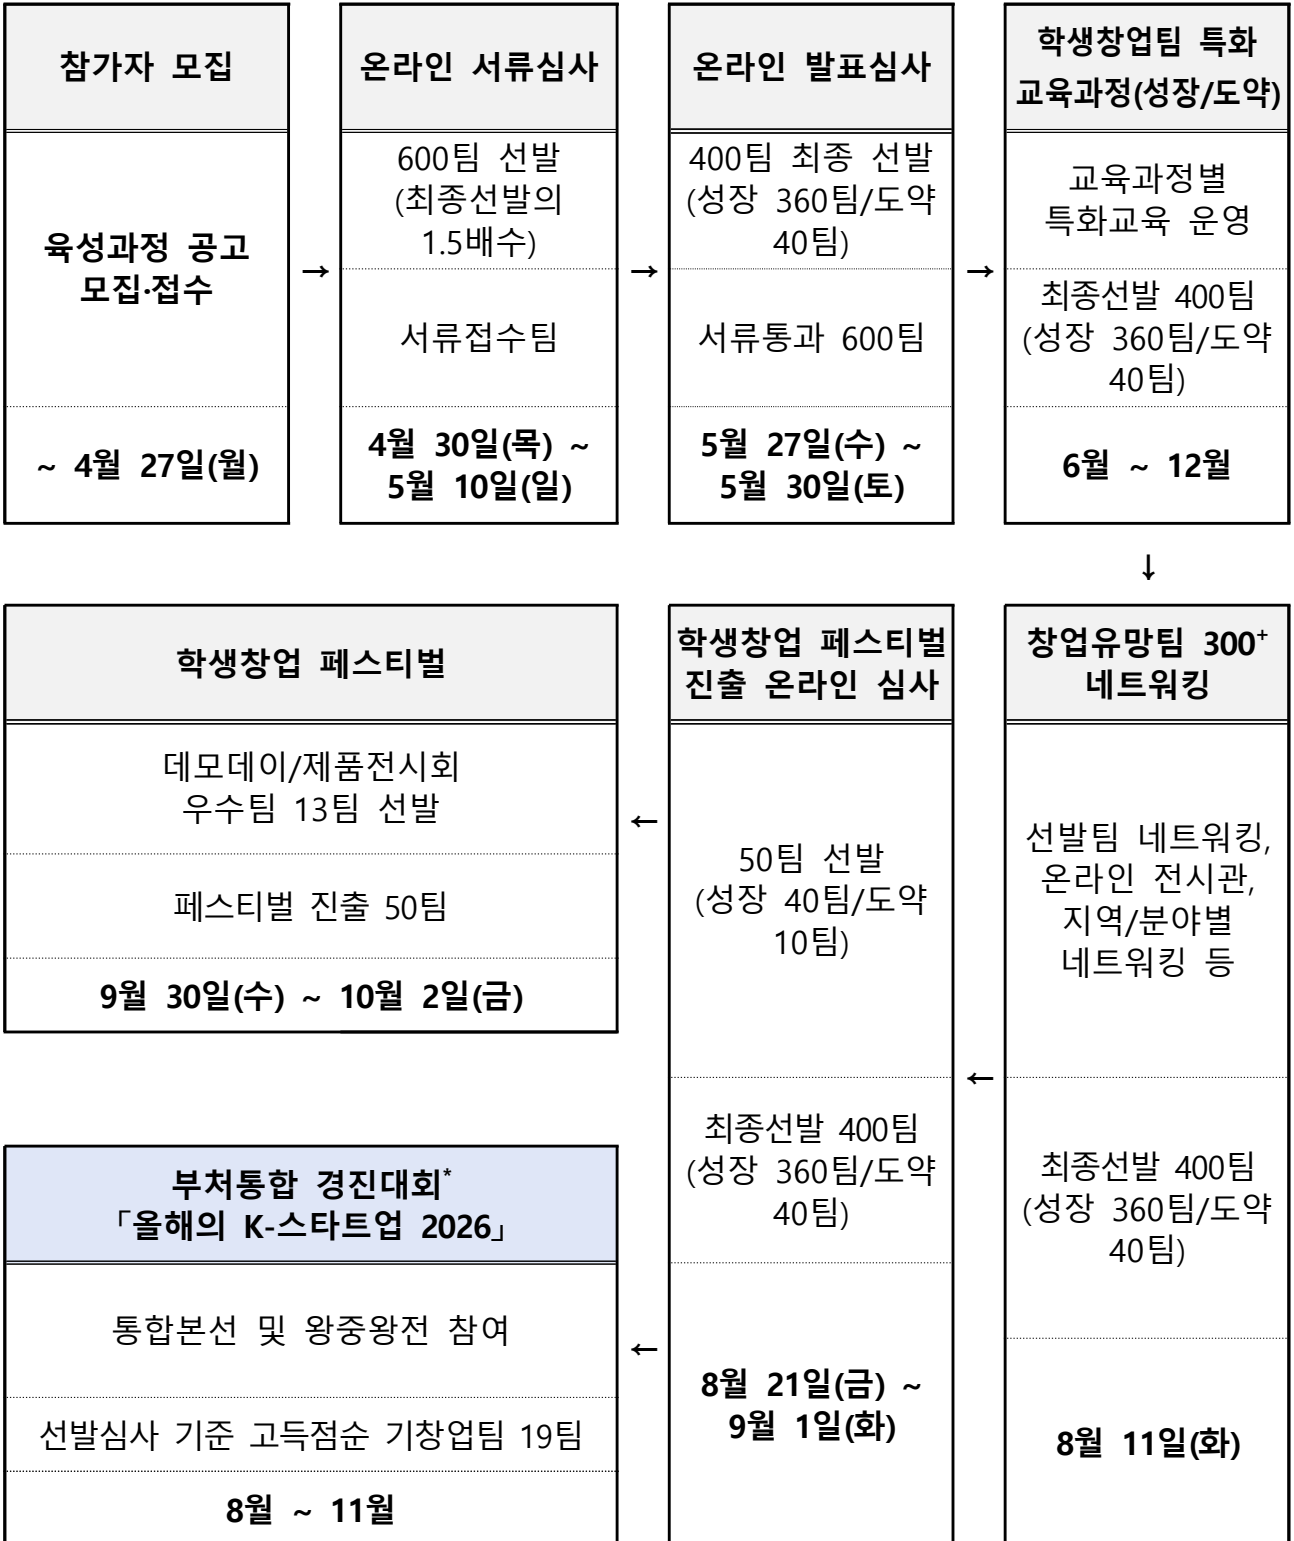 참가자 모집
육성과정 공고
모집·접수
~ 4월 27일(월)
→
온라인 서류심사
600팀 선발
(최종선발의
1.5배수)
서류접수팀
4월 30일(목) ~
5월 10일(일)
→
온라인 발표심사
400팀 최종 선발
(성장 360팀/도약
40팀)
서류통과 600팀
5월 27일(수) ~
5월 30일(토)
→
학생창업팀 특화
교육과정(성장/도약)
교육과정별
특화교육 운영
최종선발 400팀
(성장 360팀/도약
40팀)
6월 ~ 12월
↓
창업유망팀 300+
네트워킹
선발팀 네트워킹,
온라인 전시관,
지역/분야별
네트워킹 등
최종선발 400팀
(성장 360팀/도약
40팀)
8월 11일(화)
←
학생창업 페스티벌
진출 온라인 심사
50팀 선발
(성장 40팀/도약
10팀)
최종선발 400팀
(성장 360팀/도약
40팀)
8월 21일(금) ~
9월 1일(화)
←
학생창업 페스티벌
데모데이/제품전시회
우수팀 13팀 선발
페스티벌 진출 50팀
9월 30일(수) ~ 10월 2일(금)
←
부처통합 경진대회*
「올해의 K-스타트업 2026」
통합본선 및 왕중왕전 참여
선발심사 기준 고득점순 기창업팀 19팀
8월 ~ 11월